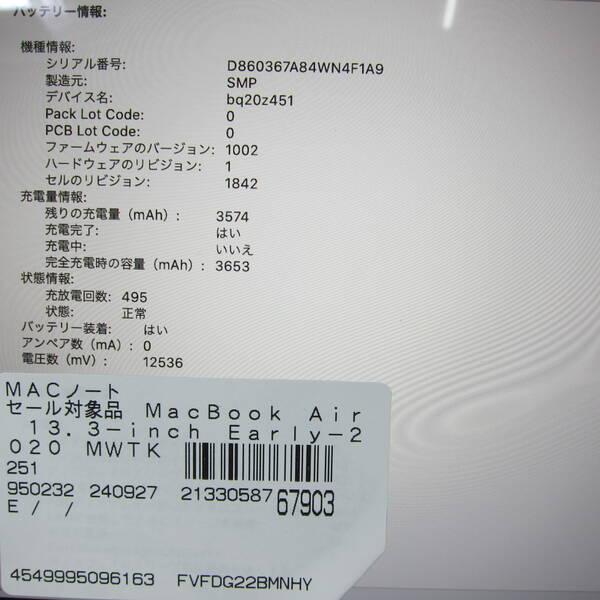 バッテリー情報:
機種情報:
シリアル番号: D860367A84WN4F1A9
製造元: SMP
デバイス名: bq20z451
Pack Lot Code: 0
PCB Lot Code: 0
ファームウェアのバージョン: 1002
ハードウェアのリビジョン: 1
セルのリビジョン: 1842
充電量情報:
残りの充電量（mAh）: 3574
充電完了: はい
充電中: いいえ
完全充電時の容量（mAh）: 3653
状態情報:
充放電回数: 495
状態: 正常
バッテリー装着: はい
アンペア数（mA）: 0
電圧数（mV）: 12536
MACノート
セール対象品 MacBook Air
13.3-inch Early-2
020 MWTK
251
950232 240927 21330587 67903
E / /
4549995096163 FVFDG22BMNHY